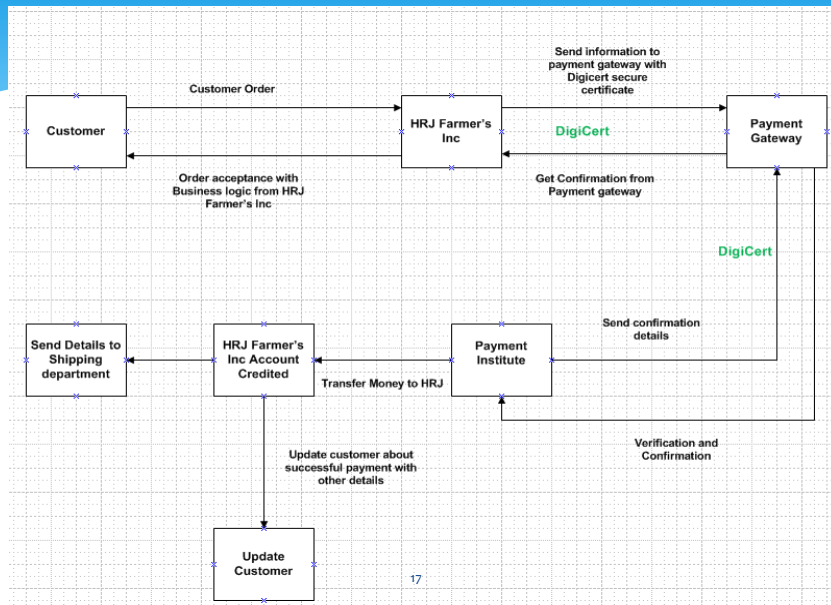 Send information to
payment gateway with
Digicert secure
certificate
Customer Order
Customer
HRJ Farmer's
Inc
DigiCert
Payment
Gateway
Order acceptance with
Business logic from HRJ
Farmer's Inc
Get Confirmation from
Payment gateway
DigiCert
Send confirmation
details
Send Details to
Shipping
department
HRJ Farmer's
Inc Account
Credited
Payment
Institute
Transfer Money to HRJ
Verification and
Confirmation
Update customer about
successful payment with
other details
Update
Customer
17